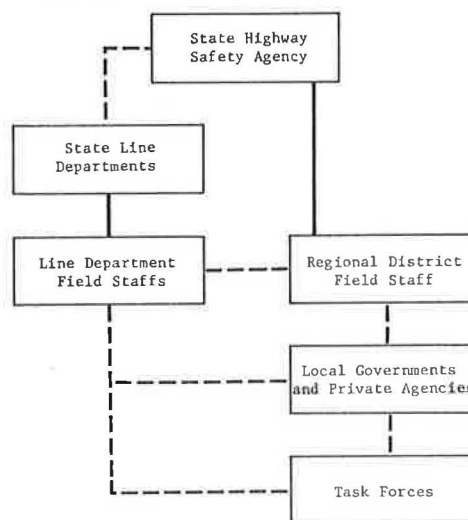 State Highway
Safety Agency
State Line
Departments
Line Department
Field Staffs
Regional District
Field Staff
Local Governments
and Private Agencies
Task Forces